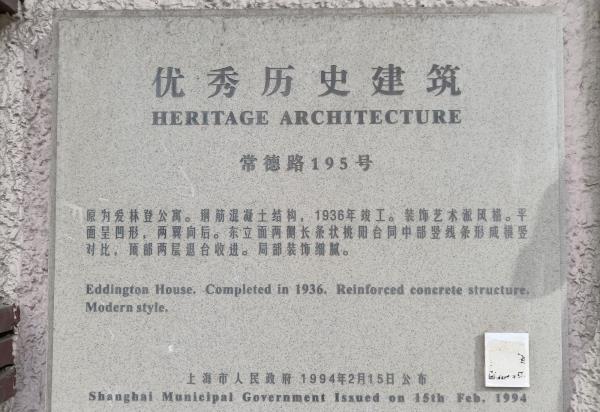 优秀历史建筑
HERITAGE ARCHITECTURE
常德路195号
原为爱林登公寓。钢筋混凝土结构，1936年竣工。装饰艺术派风格。平
面呈凹形，两翼向后。东立面两侧长条状挑阳台同中部竖线条形成横竖
对比，顶部两层退台收进。局部装饰细腻。
Eddington House. Completed in 1936. Reinforced concrete structure.
Modern style.
上海市人民政府 1994年2月15日公布
Shanghai Municipal Government Issued on 15th Feb. 1994